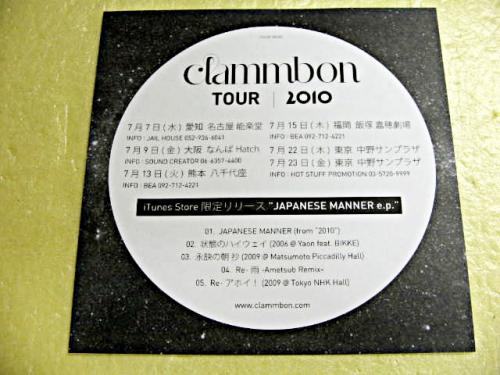 clammbon
TOUR | 2010
7月7日(水) 愛知 名古屋 能楽堂
INFO : JAIL HOUSE 052-936-6041
7月9日(金) 大阪 なんば Hatch
INFO : SOUND CREATOR 06 6357-4400
7月13日(火) 熊本 八千代座
INFO : BEA 092-712-4221
7月15日(木) 福岡 飯塚 嘉穂劇場
INFO : BEA 092-712-4221
7月22日(木) 東京 中野サンプラザ
7月23日(金) 東京 中野サンプラザ
INFO : HOT STUFF PROMOTION 03-5720-9999
iTunes Store 限定リリース "JAPANESE MANNER e.p."
01. JAPANESE MANNER (from "2010")
02. 状態のハイウェイ (2006 @ Yaon feat. BIKKE)
03. 永訣の朝 抄 (2009 @ Matsumoto Piccadilly Hall)
04. Re- 雨 -Ametsub Remix-
05. Re- アホイ! (2009 @ Tokyo NHK Hall)
www.clammbon.com